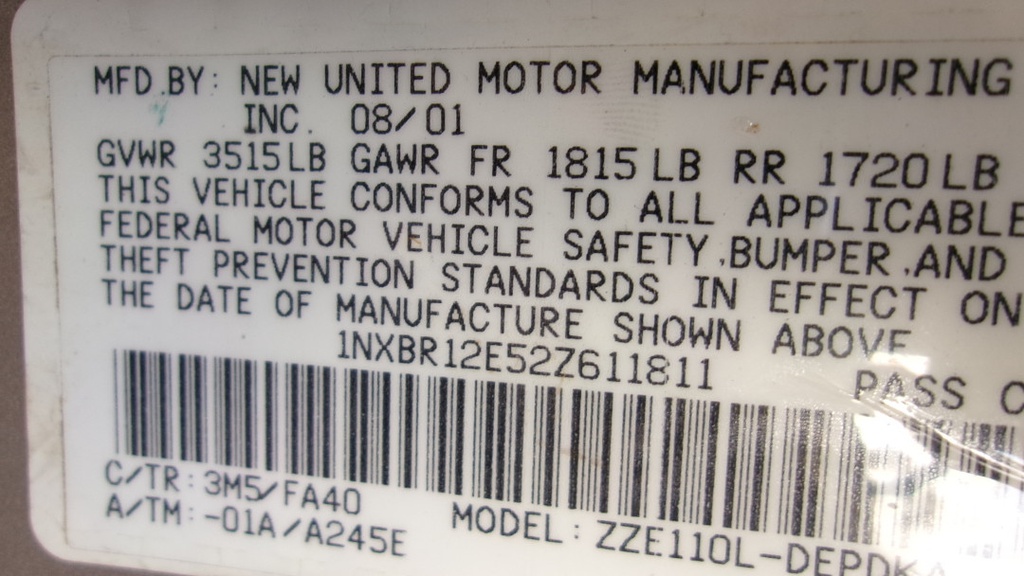 MFD.BY: NEW UNITED MOTOR MANUFACTURING
INC. 08/01
GVWR 3515LB GAWR FR 1815LB RR 1720LB
THIS VEHICLE CONFORMS TO ALL APPLICABLE
FEDERAL MOTOR VEHICLE SAFETY,BUMPER,AND
THEFT PREVENTION STANDARDS IN EFFECT ON
THE DATE OF MANUFACTURE SHOWN ABOVE
1NXBR12E52Z611811
PASS C
C/TR: 3M5/FA40
A/TM:-01A/A245E
MODEL: ZZE110L-DEPDK